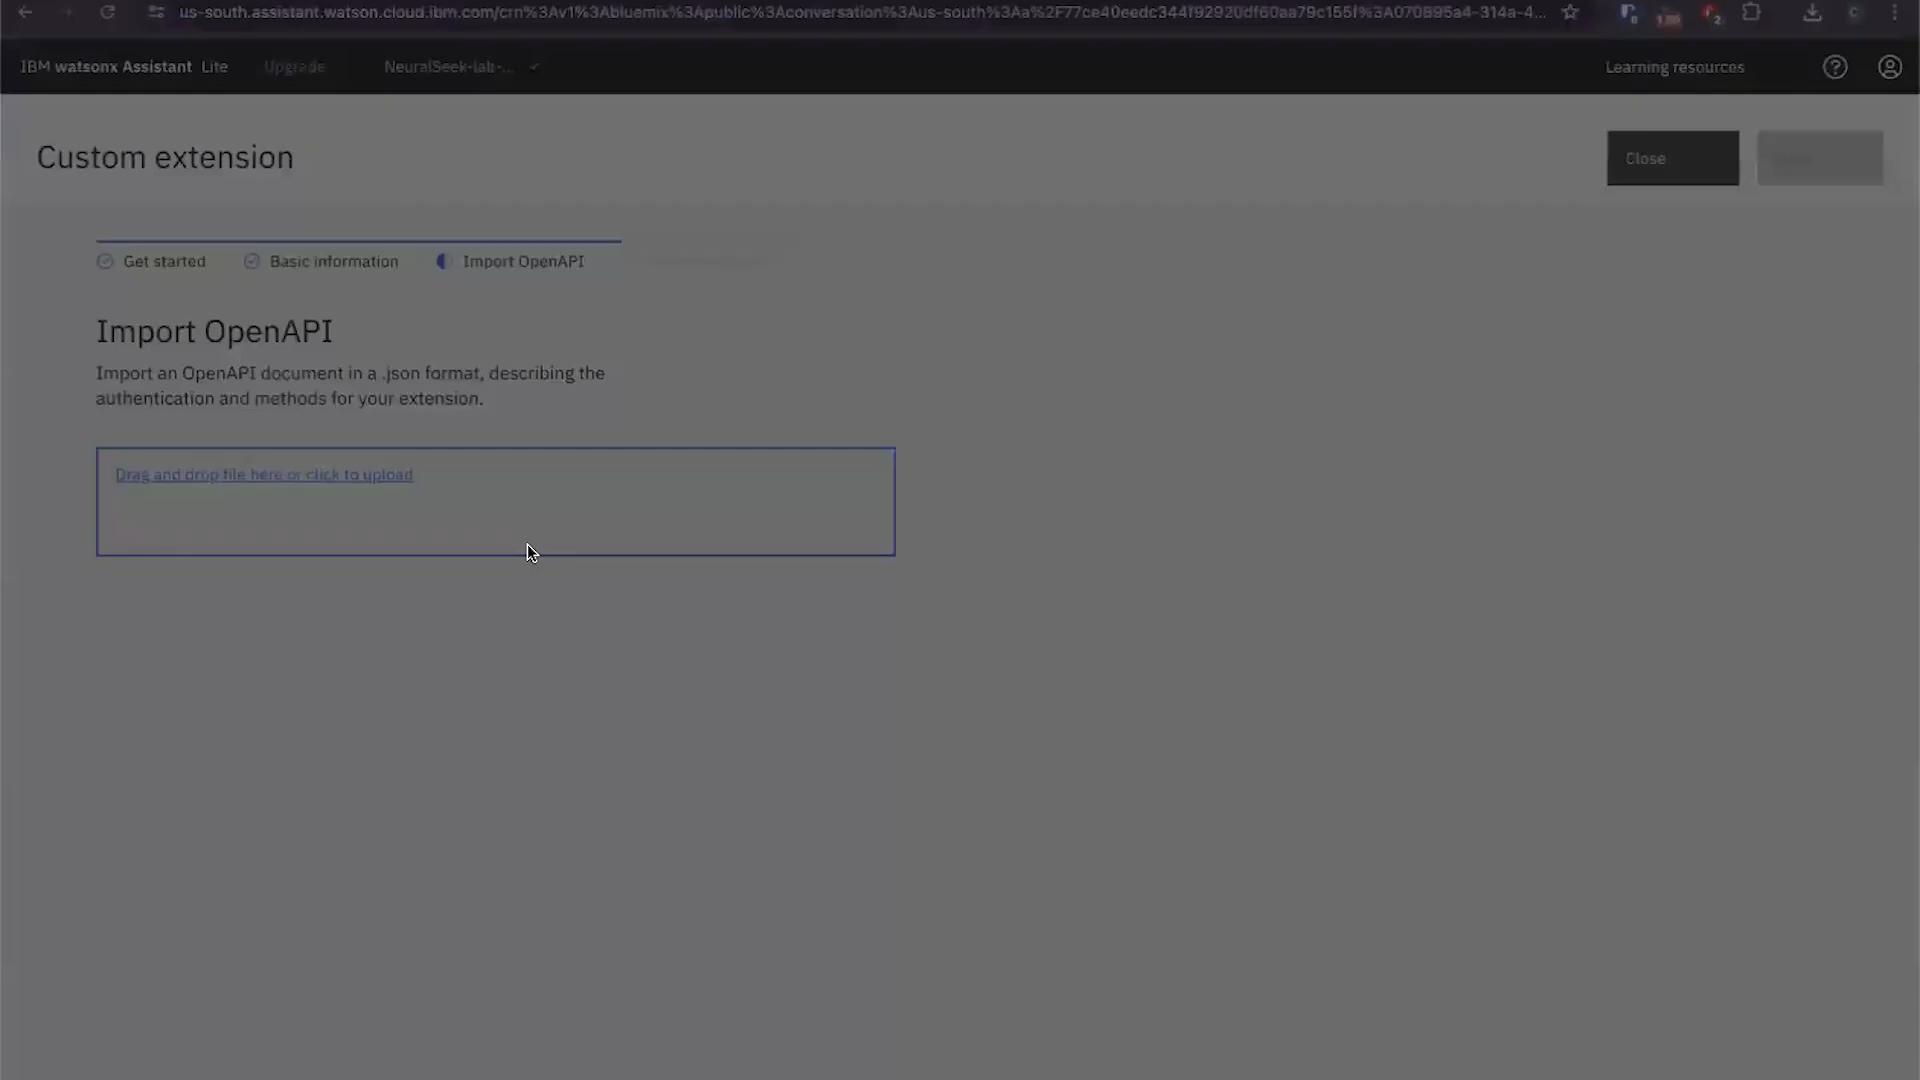 us-south.assistant.watson.cloud.ibm.com/crn%3Av1%3Abluemix%3Apublic%3Aconversation%3Aus-south%3Aa%2F77ce40eedc344f92920df60aa79c155f%3A070895a4-314a-4...
IBM watsonx Assistant Lite Upgrade NeuralSeek-lab-... Learning resources
Custom extension
Close
Get started Basic information Import OpenAPI
Import OpenAPI
Import an OpenAPI document in a .json format, describing the
authentication and methods for your extension.
Drag and drop file here or click to upload